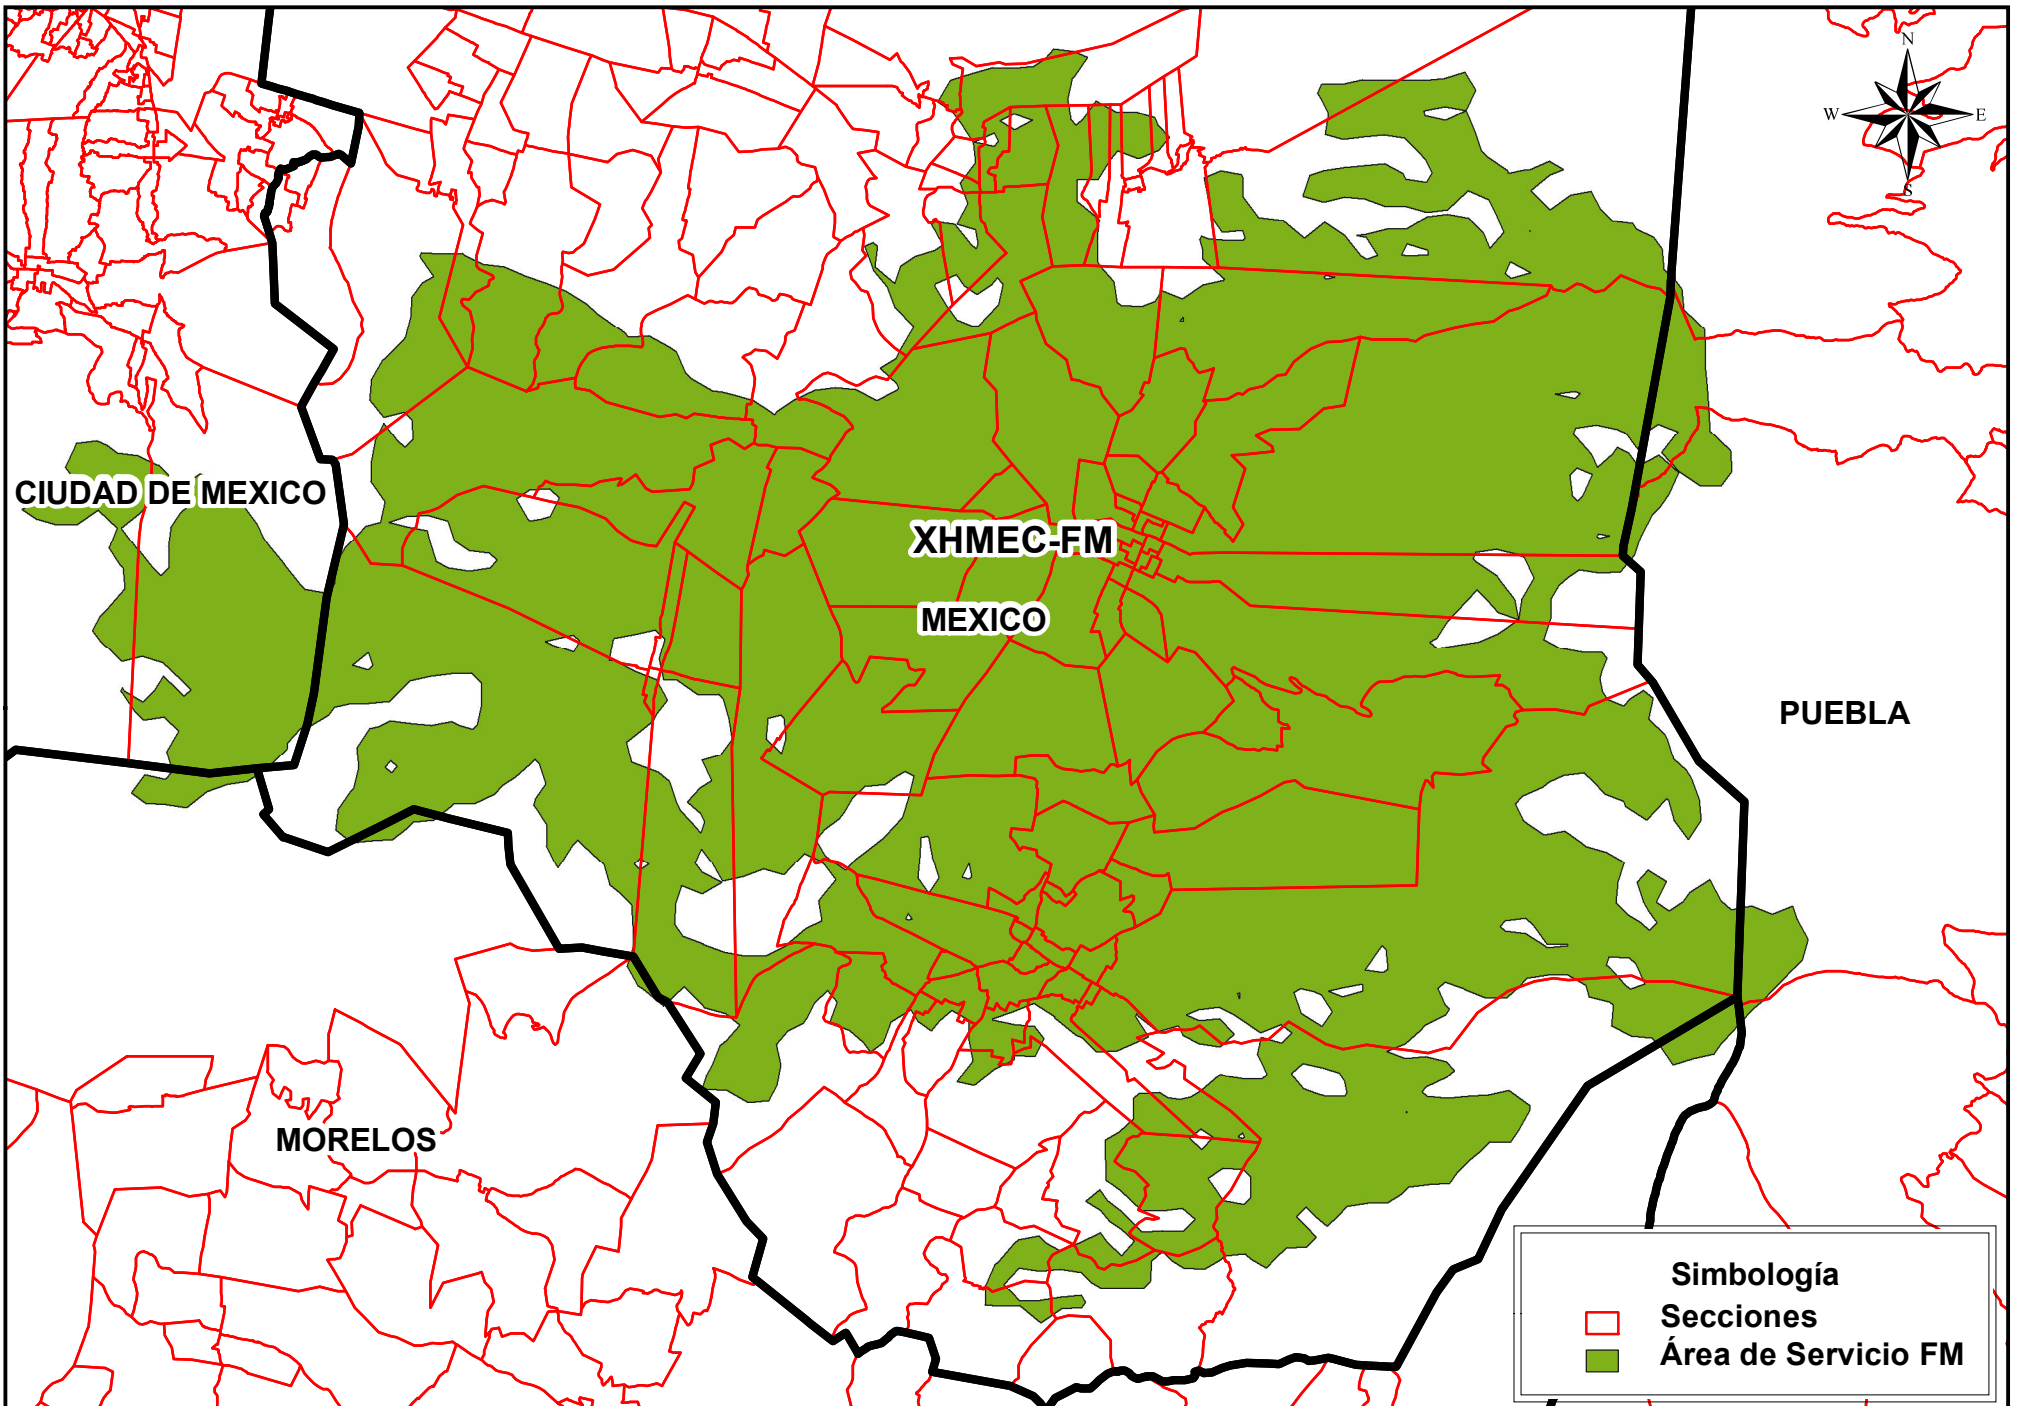 N
W E
S
CIUDAD DE MEXICO
XHMEC-FM
MEXICO
PUEBLA
MORELOS
Simbología
Secciones
Área de Servicio FM